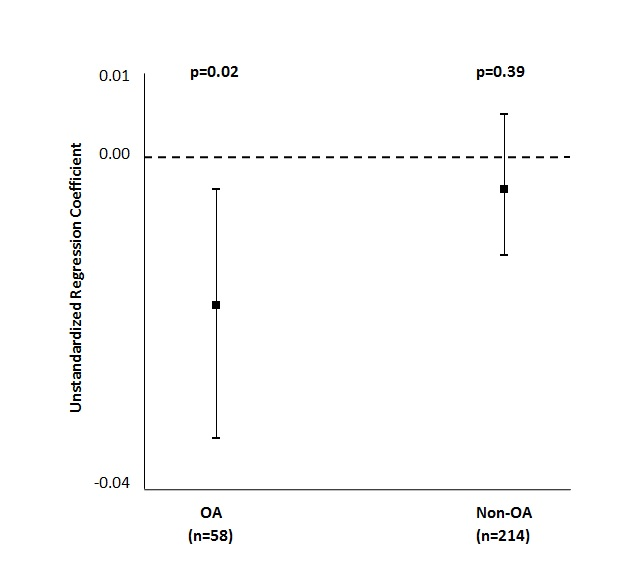 p=0.02
p=0.39
0.01
0.00
-0.04
Unstandardized Regression Coefficient
OA
(n=58)
Non-OA
(n=214)